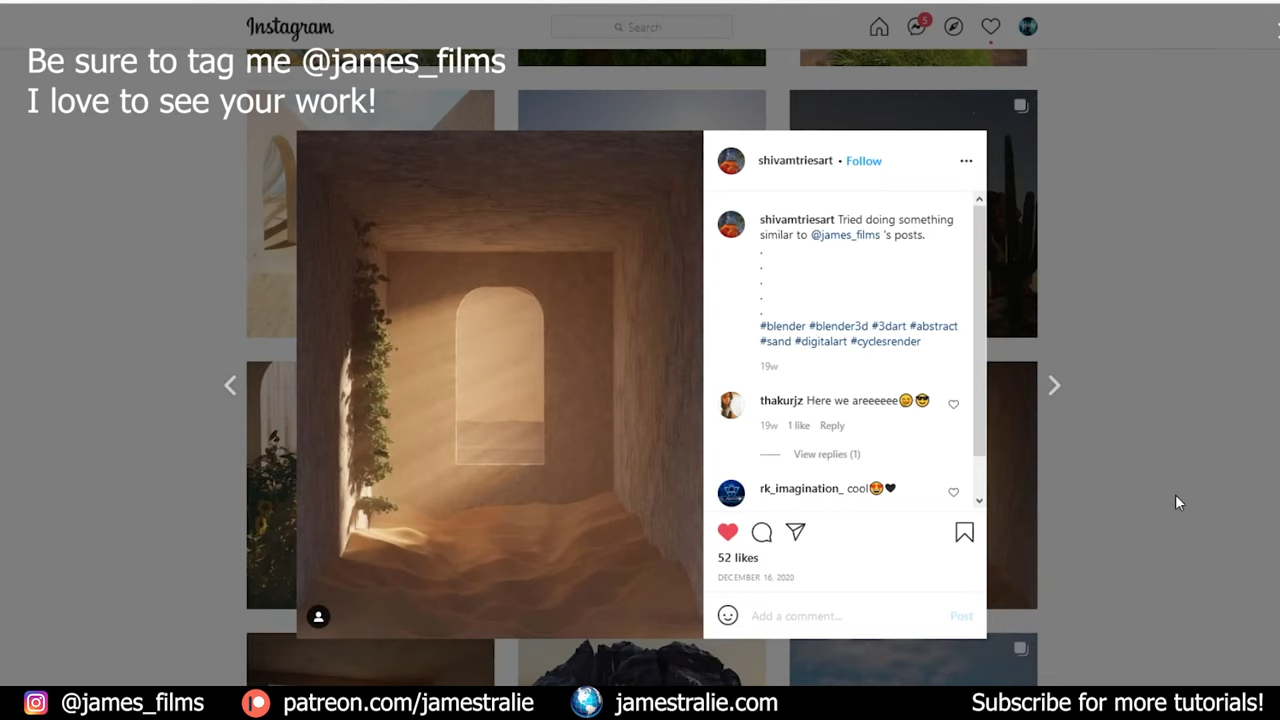 Instagram
Search
5
Be sure to tag me @james_films
I love to see your work!
shivamtriesart • Follow
shivamtriesart Tried doing something
similar to @james_films 's posts.
.
.
.
.
.
#blender #blender3d #3dart #abstract
#sand #digitalart #cyclesrender
19w
thakurjz Here we areeeeee😊😎
19w 1 like Reply
View replies (1)
rk_imagination_ cool😍🖤
52 likes
DECEMBER 16, 2020
Add a comment... Post
@james_films patreon.com/jamestralie jamestralie.com Subscribe for more tutorials!